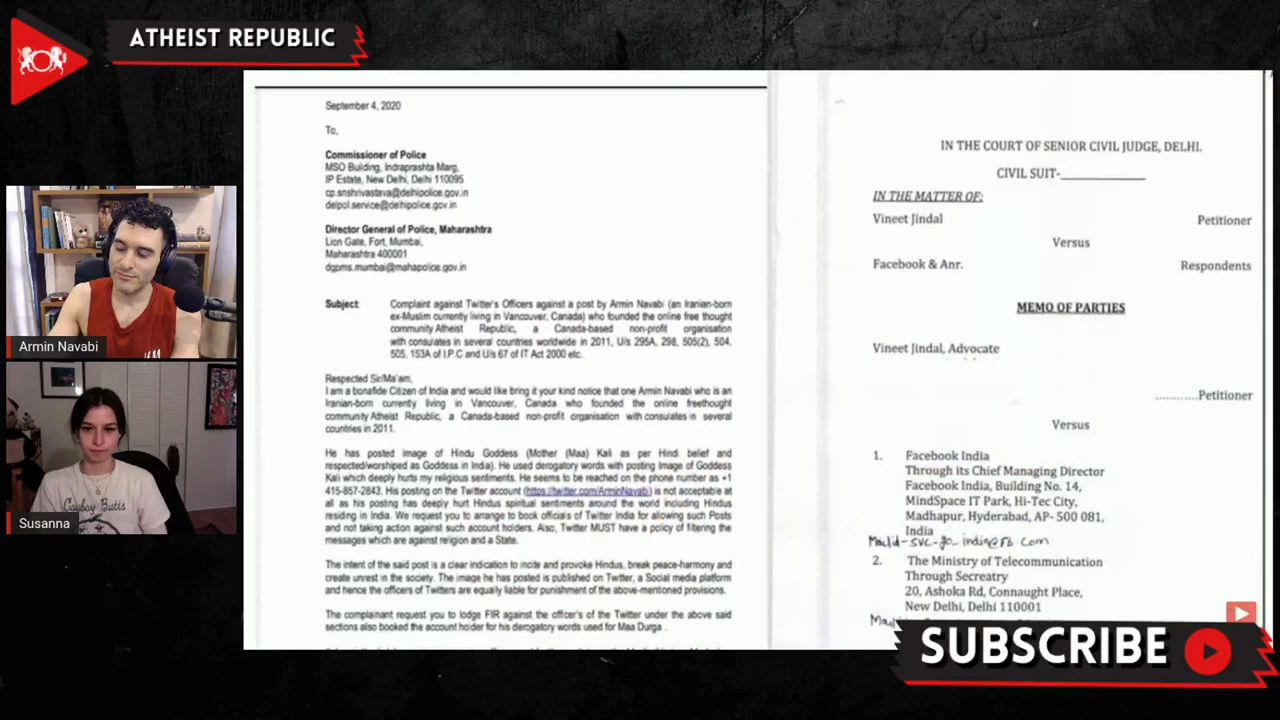 ATHEIST REPUBLIC
September 4, 2020
To,
Commissioner of Police
MSO Building, Indraprashta Marg,
IP Estate, New Delhi, Delhi 110095
cp.snshrivastava@delhipolice.gov.in
delpol.service@delhipolice.gov.in
Director General of Police, Maharashtra
Lion Gate, Fort, Mumbai,
Maharashtra 400001
dgpms.mumbai@mahapolice.gov.in
Subject: Complaint against Twitter's Officers against a post by Armin Navabi (an Iranian-born
ex-Muslim currently living in Vancouver, Canada) who founded the online free thought
community Atheist Republic, a Canada-based non-profit organisation
with consulates in several countries worldwide in 2011, U/s 295A, 298, 505(2), 504,
505, 153A of I.P.C and U/s 67 of IT Act 2000 etc.
Respected Sir/Ma'am,
I am a bonafide Citizen of India and would like bring it your kind notice that one Armin Navabi who is an
Iranian-born currently living in Vancouver, Canada who founded the online freethought
community Atheist Republic, a Canada-based non-profit organisation with consulates in several
countries in 2011.
He has posted image of Hindu Goddess (Mother (Maa) Kali as per Hindi belief and
respected/worshiped as Goddess in India). He used derogatory words with posting Image of Goddess
Kali which deeply hurts my religious sentiments. He seems to be reached on the phone number as +1
415-857-2843. His posting on the Twitter account (https://twitter.com/ArminNavabi) is not acceptable at
all as his posting has deeply hurt Hindus spiritual sentiments around the world including Hindus
residing in India. We request you to arrange to book officials of Twitter India for allowing such Posts
and not taking action against such account holders. Also, Twitter MUST have a policy of filtering the
messages which are against religion and a State.
The intent of the said post is a clear indication to incite and provoke Hindus, break peace-harmony and
create unrest in the society. The image he has posted is published on Twitter, a Social media platform
and hence the officers of Twitters are equally liable for punishment of the above-mentioned provisions.
The complainant request you to lodge FIR against the officer's of the Twitter under the above said
sections also booked the account holder for his derogatory words used for Maa Durga .
IN THE COURT OF SENIOR CIVIL JUDGE, DELHI.
CIVIL SUIT-____________
IN THE MATTER OF:
Vineet Jindal Petitioner
Versus
Facebook & Anr. Respondents
MEMO OF PARTIES
Vineet Jindal, Advocate
..........Petitioner
Versus
1. Facebook India
Through its Chief Managing Director
Facebook India, Building No. 14,
MindSpace IT Park, Hi-Tec City,
Madhapur, Hyderabad, AP- 500 081,
India
2. The Ministry of Telecommunication
Through Secreatry
20, Ashoka Rd, Connaught Place,
New Delhi, Delhi 110001
Armin Navabi
Susanna
Cowboy Butts
SUBSCRIBE